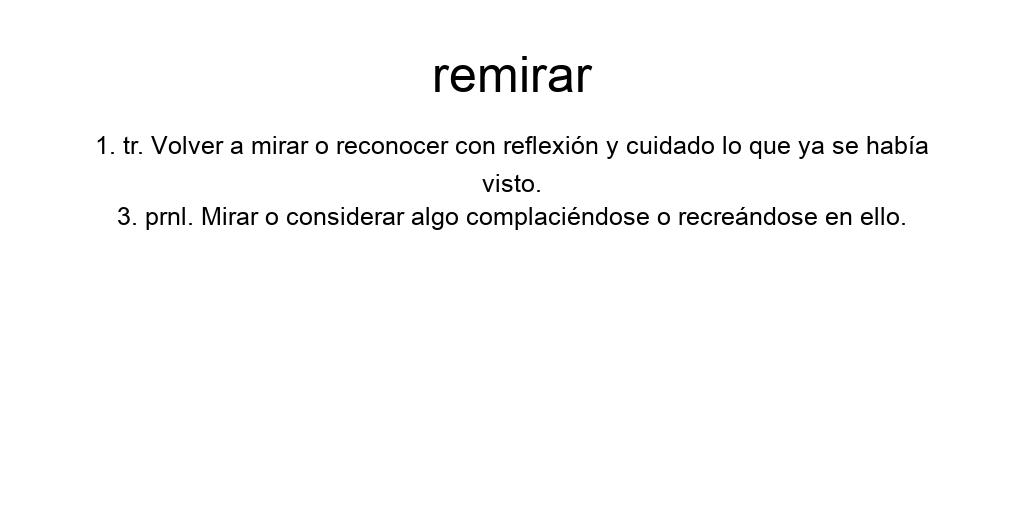 remirar
1. tr. Volver a mirar o reconocer con reflexión y cuidado lo que ya se había
visto.
3. prnl. Mirar o considerar algo complaciéndose o recreándose en ello.